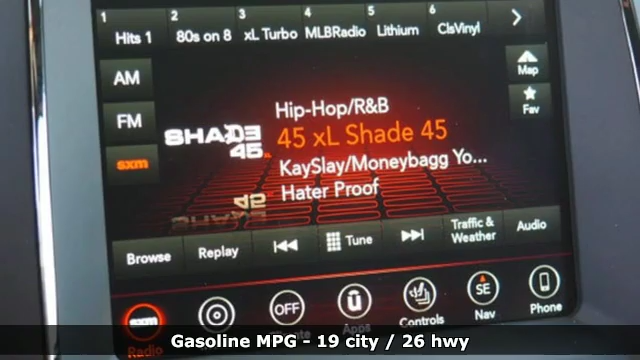 1 2 3 4 5 6
Hits 1 80s on 8 xL Turbo MLBRadio Lithium ClsVinyl
AM
Map
FM
Fav
sxm
SHADE 45
Hip-Hop/R&B
45 xL Shade 45
KaySlay/Moneybagg Yo...
Hater Proof
Browse Replay Tune Traffic & Weather Audio
sxm OFF SE
Radio Apps Controls Nav Phone
Gasoline MPG - 19 city / 26 hwy